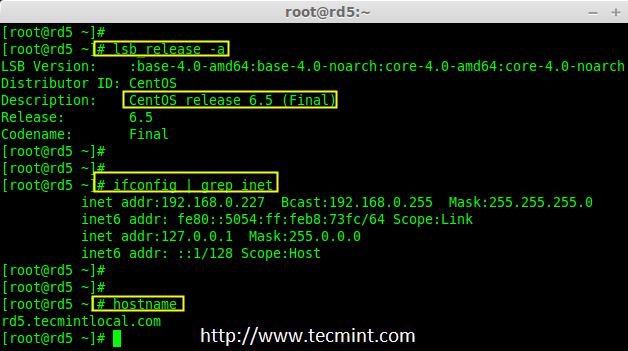 root@rd5:~
[root@rd5 ~]#
[root@rd5 ~]# lsb_release -a
LSB Version:    :base-4.0-amd64:base-4.0-noarch:core-4.0-amd64:core-4.0-noarch
Distributor ID: CentOS
Description:    CentOS release 6.5 (Final)
Release:        6.5
Codename:       Final
[root@rd5 ~]#
[root@rd5 ~]#
[root@rd5 ~]# ifconfig | grep inet
          inet addr:192.168.0.227  Bcast:192.168.0.255  Mask:255.255.255.0
          inet6 addr: fe80::5054:ff:feb8:73fc/64 Scope:Link
          inet addr:127.0.0.1  Mask:255.0.0.0
          inet6 addr: ::1/128 Scope:Host
[root@rd5 ~]#
[root@rd5 ~]#
[root@rd5 ~]# hostname
rd5.tecmintlocal.com
[root@rd5 ~]#
http://www.tecmint.com